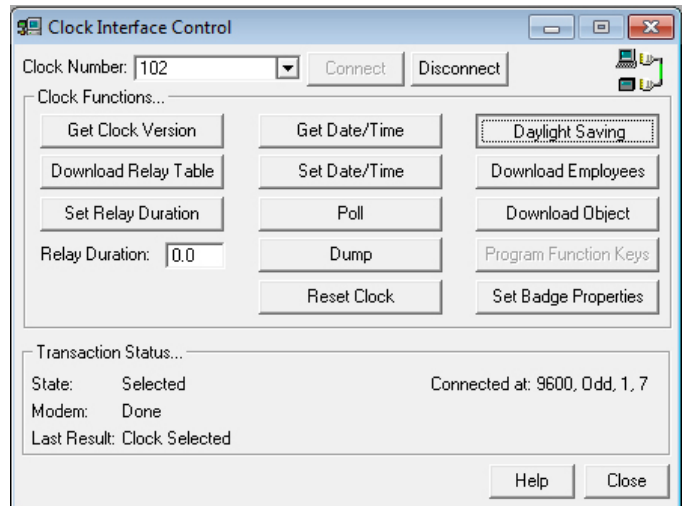 Clock Interface Control
Clock Number: 102 Connect Disconnect
Clock Functions...
Get Clock Version Get Date/Time Daylight Saving
Download Relay Table Set Date/Time Download Employees
Set Relay Duration Poll Download Object
Relay Duration: 0.0 Dump Program Function Keys
Reset Clock Set Badge Properties
Transaction Status...
State: Selected Connected at: 9600, Odd, 1, 7
Modem: Done
Last Result: Clock Selected
Help Close